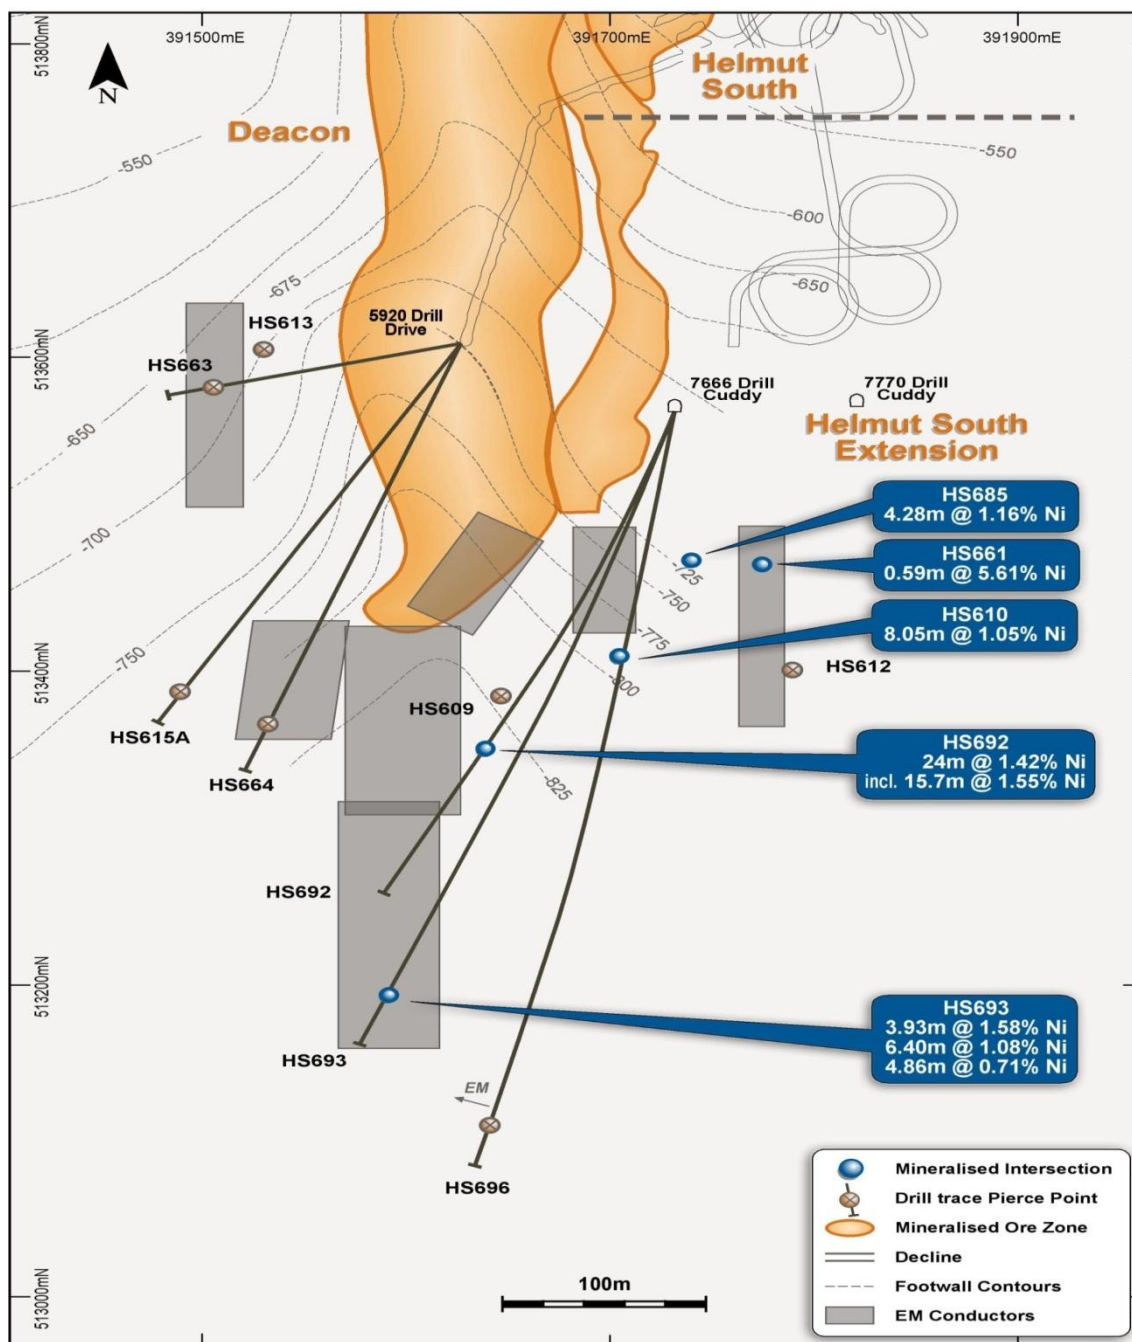 391500mE
391700mE
391900mE
513800mN
513600mN
513400mN
513200mN
513000mN
N
Deacon
Helmut
South
-550
-550
-600
-650
-675
-650
-700
-750
-725
-750
-775
-800
-825
5920 Drill
Drive
HS613
HS663
7666 Drill
Cuddy
7770 Drill
Cuddy
Helmut South
Extension
HS685
4.28m @ 1.16% Ni
HS661
0.59m @ 5.61% Ni
HS610
8.05m @ 1.05% Ni
HS612
HS609
HS615A
HS664
HS692
24m @ 1.42% Ni
incl. 15.7m @ 1.55% Ni
HS692
HS693
3.93m @ 1.58% Ni
6.40m @ 1.08% Ni
4.86m @ 0.71% Ni
HS693
EM
HS696
100m
Mineralised Intersection
Drill trace Pierce Point
Mineralised Ore Zone
Decline
Footwall Contours
EM Conductors